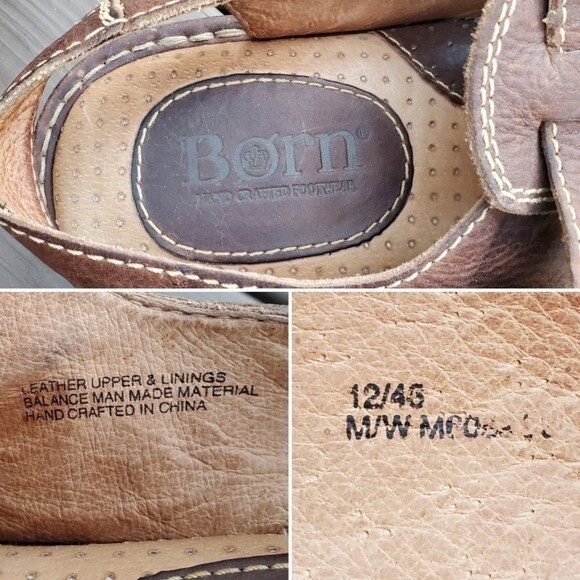 Børn®
HAND CRAFTED FOOTWEAR
LEATHER UPPER & LININGS
BALANCE MAN MADE MATERIAL
HAND CRAFTED IN CHINA
12/46
M/W